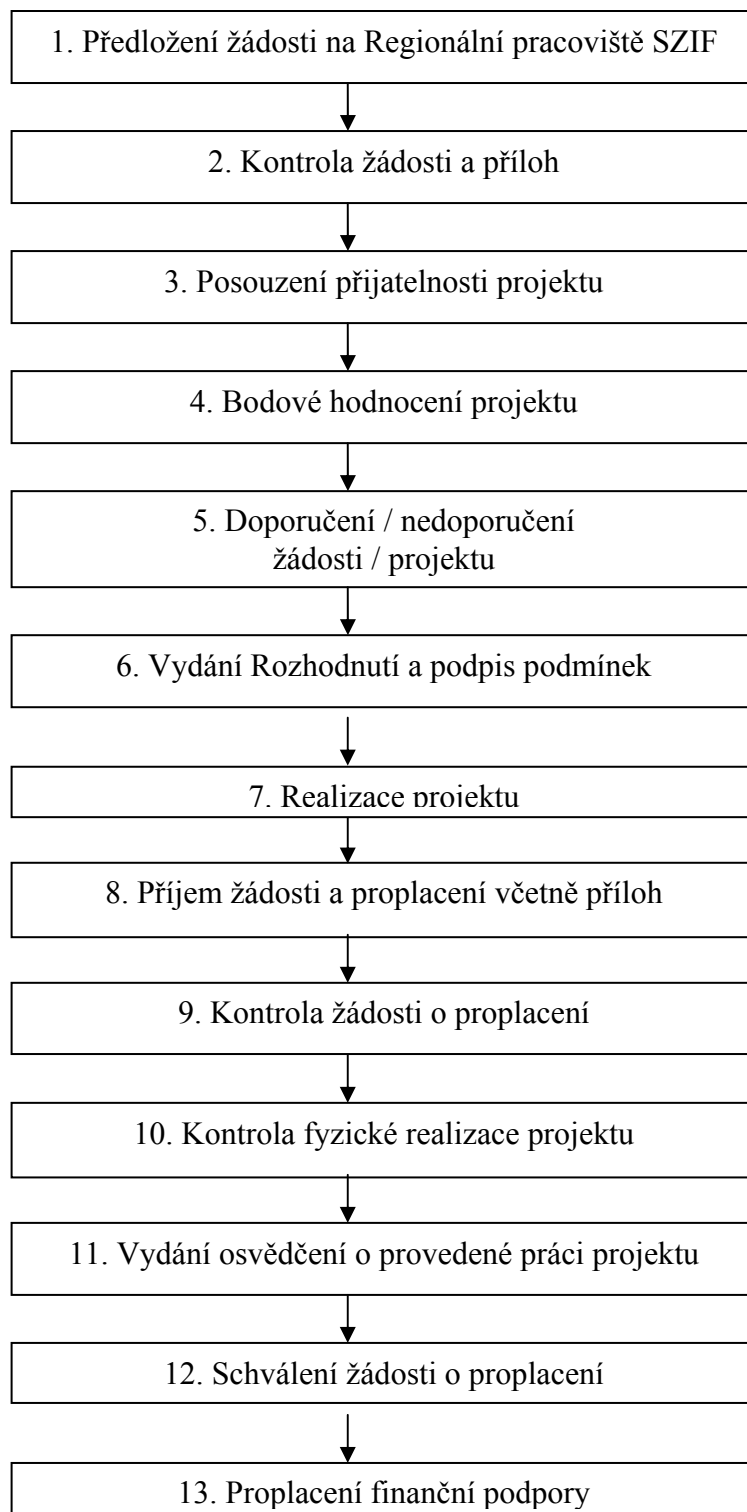 1. Předložení žádosti na Regionální pracoviště SZIF
2. Kontrola žádosti a příloh
3. Posouzení přijatelnosti projektu
4. Bodové hodnocení projektu
5. Doporučení / nedoporučení
žádosti / projektu
6. Vydání Rozhodnutí a podpis podmínek
7. Realizace projektu
8. Příjem žádosti a proplacení včetně příloh
9. Kontrola žádosti o proplacení
10. Kontrola fyzické realizace projektu
11. Vydání osvědčení o provedené práci projektu
12. Schválení žádosti o proplacení
13. Proplacení finanční podpory